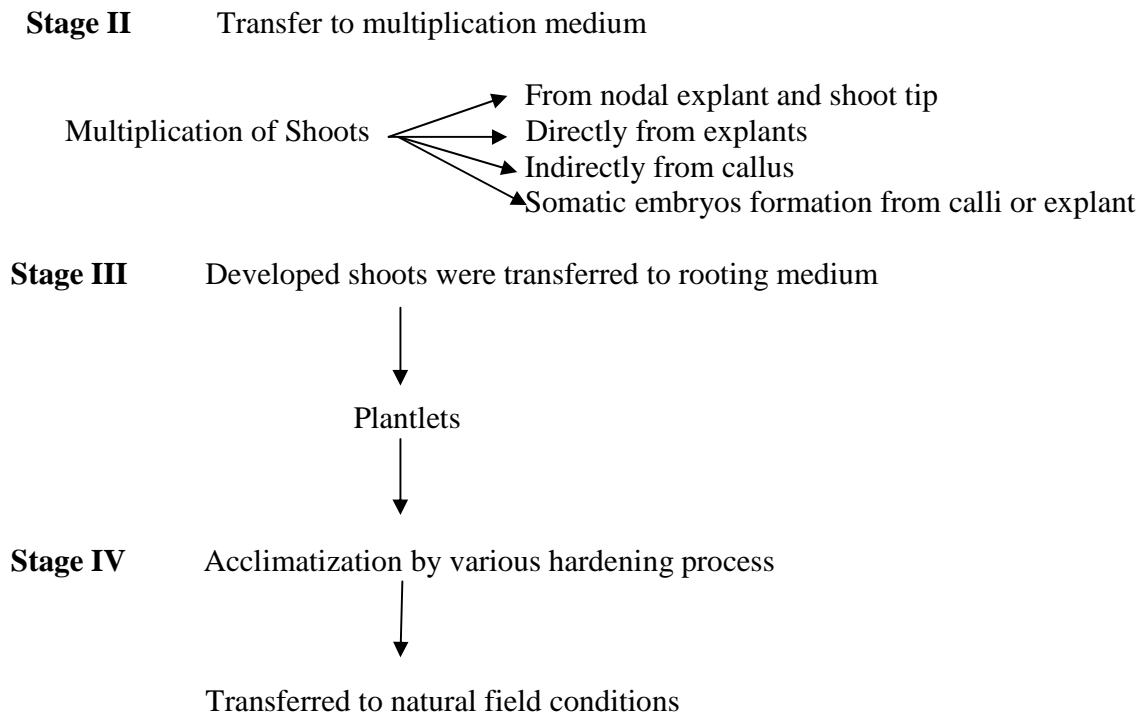 Stage II Transfer to multiplication medium
From nodal explant and shoot tip
Multiplication of Shoots Directly from explants
Indirectly from callus
Somatic embryos formation from calli or explant
Stage III Developed shoots were transferred to rooting medium
Plantlets
Stage IV Acclimatization by various hardening process
Transferred to natural field conditions